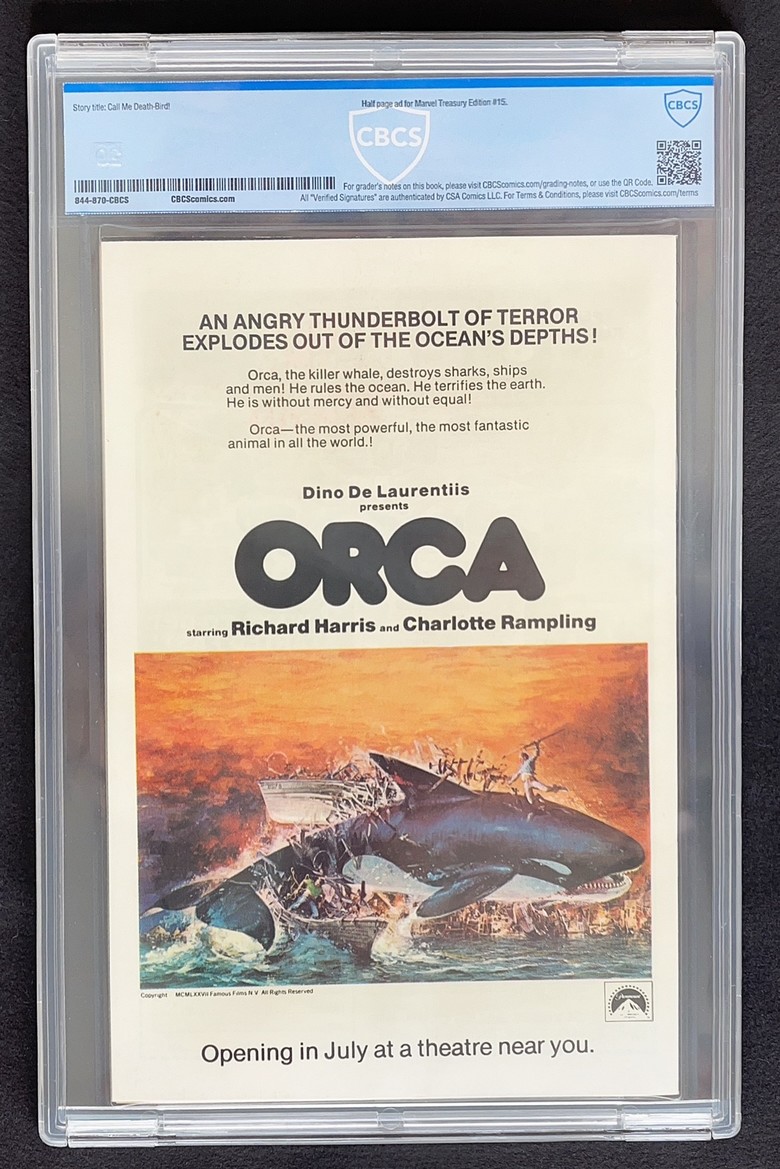 Story title: Call Me Death-Bird!
Half page ad for Marvel Treasury Edition #15.
CBCS
CBCS
For grader's notes on this book, please visit CBCScomics.com/grading-notes, or use the QR Code.
844-870-CBCS CBCScomics.com
All "Verified Signatures" are authenticated by CSA Comics LLC. For Terms & Conditions, please visit CBCScomics.com/terms
AN ANGRY THUNDERBOLT OF TERROR
EXPLODES OUT OF THE OCEAN'S DEPTHS!
Orca, the killer whale, destroys sharks, ships
and men! He rules the ocean. He terrifies the earth.
He is without mercy and without equal!
Orca—the most powerful, the most fantastic
animal in all the world.!
Dino De Laurentiis
presents
ORCA
starring Richard Harris and Charlotte Rampling
Copyright MCMLXXVII Famous Films N V All Rights Reserved
Paramount
Opening in July at a theatre near you.